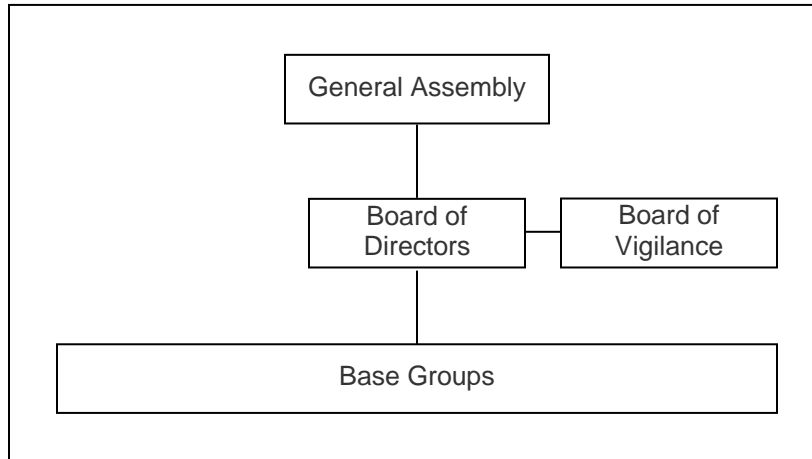 General Assembly
Board of
Directors
Board of
Vigilance
Base Groups